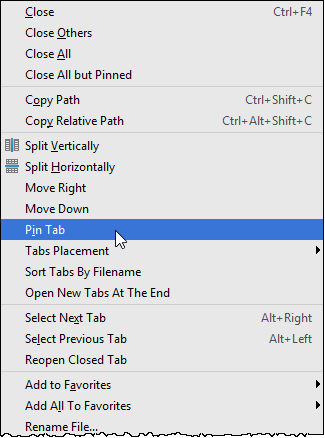 Close Ctrl+F4
Close Others
Close All
Close All but Pinned
Copy Path Ctrl+Shift+C
Copy Relative Path Ctrl+Alt+Shift+C
Split Vertically
Split Horizontally
Move Right
Move Down
Pin Tab
Tabs Placement
Sort Tabs By Filename
Open New Tabs At The End
Select Next Tab Alt+Right
Select Previous Tab Alt+Left
Reopen Closed Tab
Add to Favorites
Add All To Favorites
Rename File...